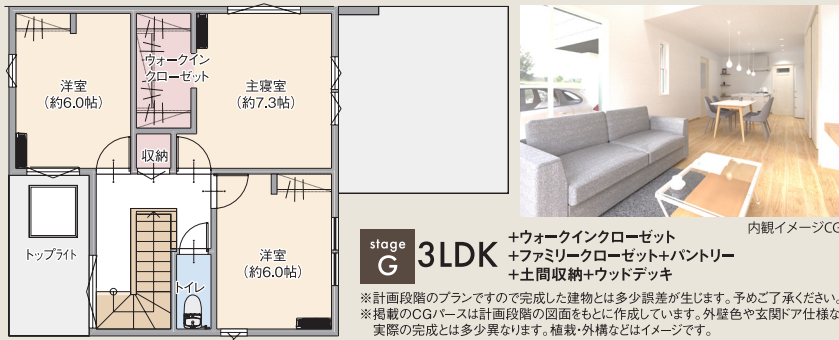 洋室
(約6.0帖)
ウォークイン
クローゼット
主寝室
(約7.3帖)
収納
トップライト
トイレ
洋室
(約6.0帖)
内観イメージCG
stage
G
3LDK
+ウォークインクローゼット
+ファミリークローゼット+パントリー
+土間収納+ウッドデッキ
※計画段階のプランですので完成した建物とは多少誤差が生じます。予めご了承ください。
※掲載のCGパースは計画段階の図面をもとに作成しています。外壁色や玄関ドア仕様な
実際の完成とは多少異なります。植栽・外構などはイメージです。